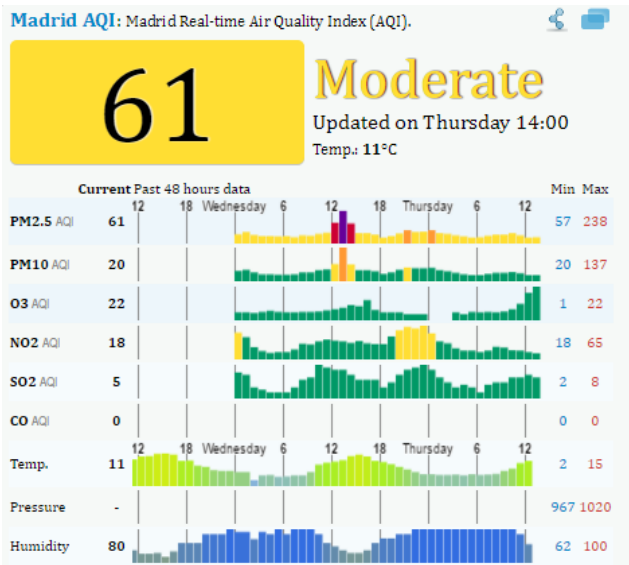 Madrid AQI: Madrid Real-time Air Quality Index (AQI).
61
Moderate
Updated on Thursday 14:00
Temp.: 11°C
Current Past 48 hours data Min Max
12 18 Wednesday 6 12 18 Thursday 6 12
PM2.5 AQI 61 57 238
PM10 AQI 20 20 137
O3 AQI 22 1 22
NO2 AQI 18 18 65
SO2 AQI 5 2 8
CO AQI 0 0 0
12 18 Wednesday 6 12 18 Thursday 6 12
Temp. 11 2 15
Pressure - 967 1020
Humidity 80 62 100